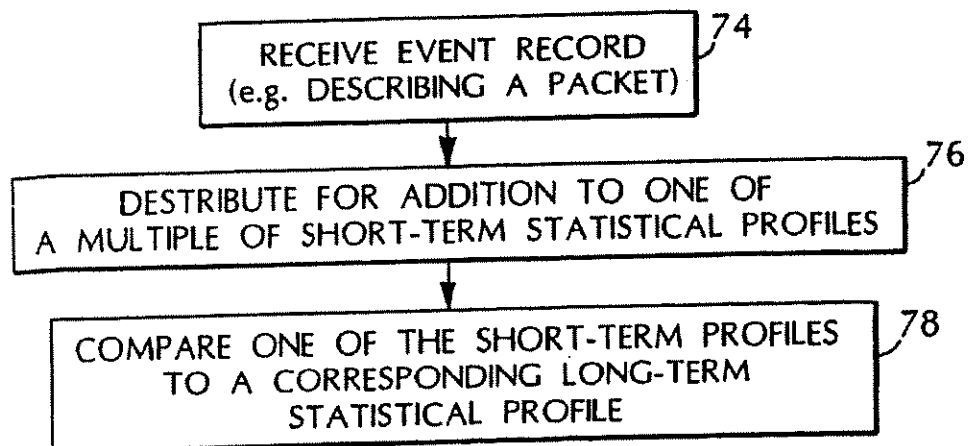 RECEIVE EVENT RECORD
(e.g. DESCRIBING A PACKET)
74
DESTRIBUTE FOR ADDITION TO ONE OF
A MULTIPLE OF SHORT-TERM STATISTICAL PROFILES
76
COMPARE ONE OF THE SHORT-TERM PROFILES
TO A CORRESPONDING LONG-TERM
STATISTICAL PROFILE
78